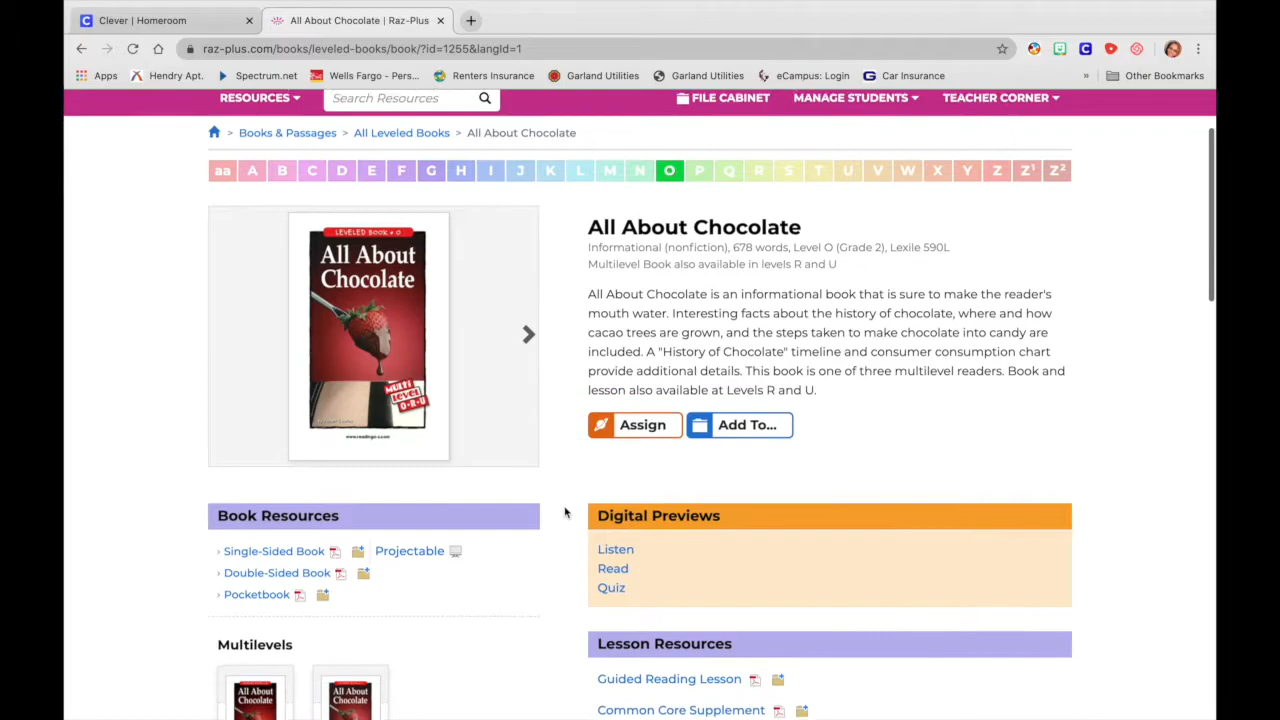 Clever | Homeroom
All About Chocolate | Raz-Plus
raz-plus.com/books/leveled-books/book/?id=1255&langId=1
Apps Hendry Apt. Spectrum.net Wells Fargo - Pers... Renters Insurance Garland Utilities Garland Utilities eCampus: Login Car Insurance » Other Bookmarks
RESOURCES Search Resources FILE CABINET MANAGE STUDENTS TEACHER CORNER
> Books & Passages > All Leveled Books > All About Chocolate
aa A B C D E F G H I J K L M N O P Q R S T U V W X Y Z Z¹ Z²
LEVELED BOOK • O
All About
Chocolate
MULTI
LEVEL
O•R•U
www.readinga-z.com
All About Chocolate
Informational (nonfiction), 678 words, Level O (Grade 2), Lexile 590L
Multilevel Book also available in levels R and U
All About Chocolate is an informational book that is sure to make the reader's
mouth water. Interesting facts about the history of chocolate, where and how
cacao trees are grown, and the steps taken to make chocolate into candy are
included. A "History of Chocolate" timeline and consumer consumption chart
provide additional details. This book is one of three multilevel readers. Book and
lesson also available at Levels R and U.
Assign Add To...
Book Resources
Single-Sided Book Projectable
Double-Sided Book
Pocketbook
Multilevels
All About
Chocolate
All About
Chocolate
Digital Previews
Listen
Read
Quiz
Lesson Resources
Guided Reading Lesson
Common Core Supplement